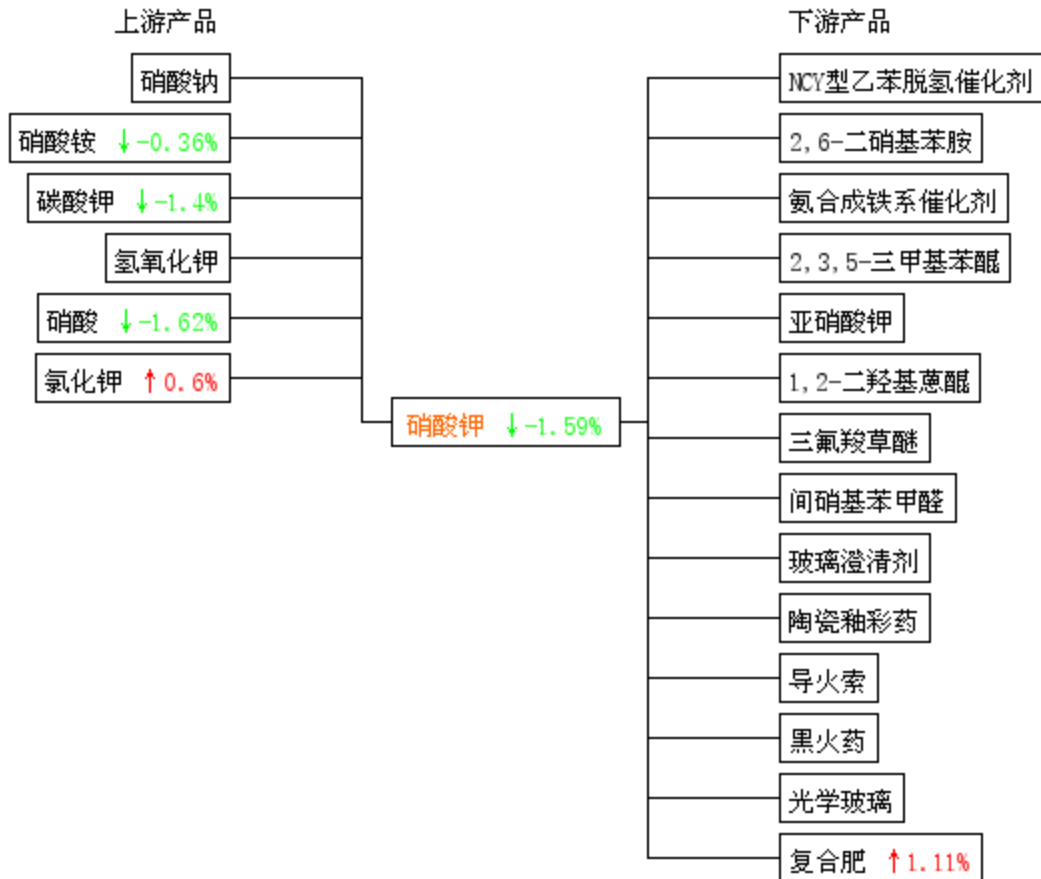 上游产品
硝酸钠
硝酸铵 ↓-0.36%
碳酸钾 ↓-1.4%
氢氧化钾
硝酸 ↓-1.62%
氯化钾 ↑0.6%
硝酸钾 ↓-1.59%
下游产品
NCY型乙苯脱氢催化剂
2,6-二硝基苯胺
氨合成铁系催化剂
2,3,5-三甲基苯醌
亚硝酸钾
1,2-二羟基蒽醌
三氟羧草醚
间硝基苯甲醛
玻璃澄清剂
陶瓷釉彩药
导火索
黑火药
光学玻璃
复合肥 ↑1.11%